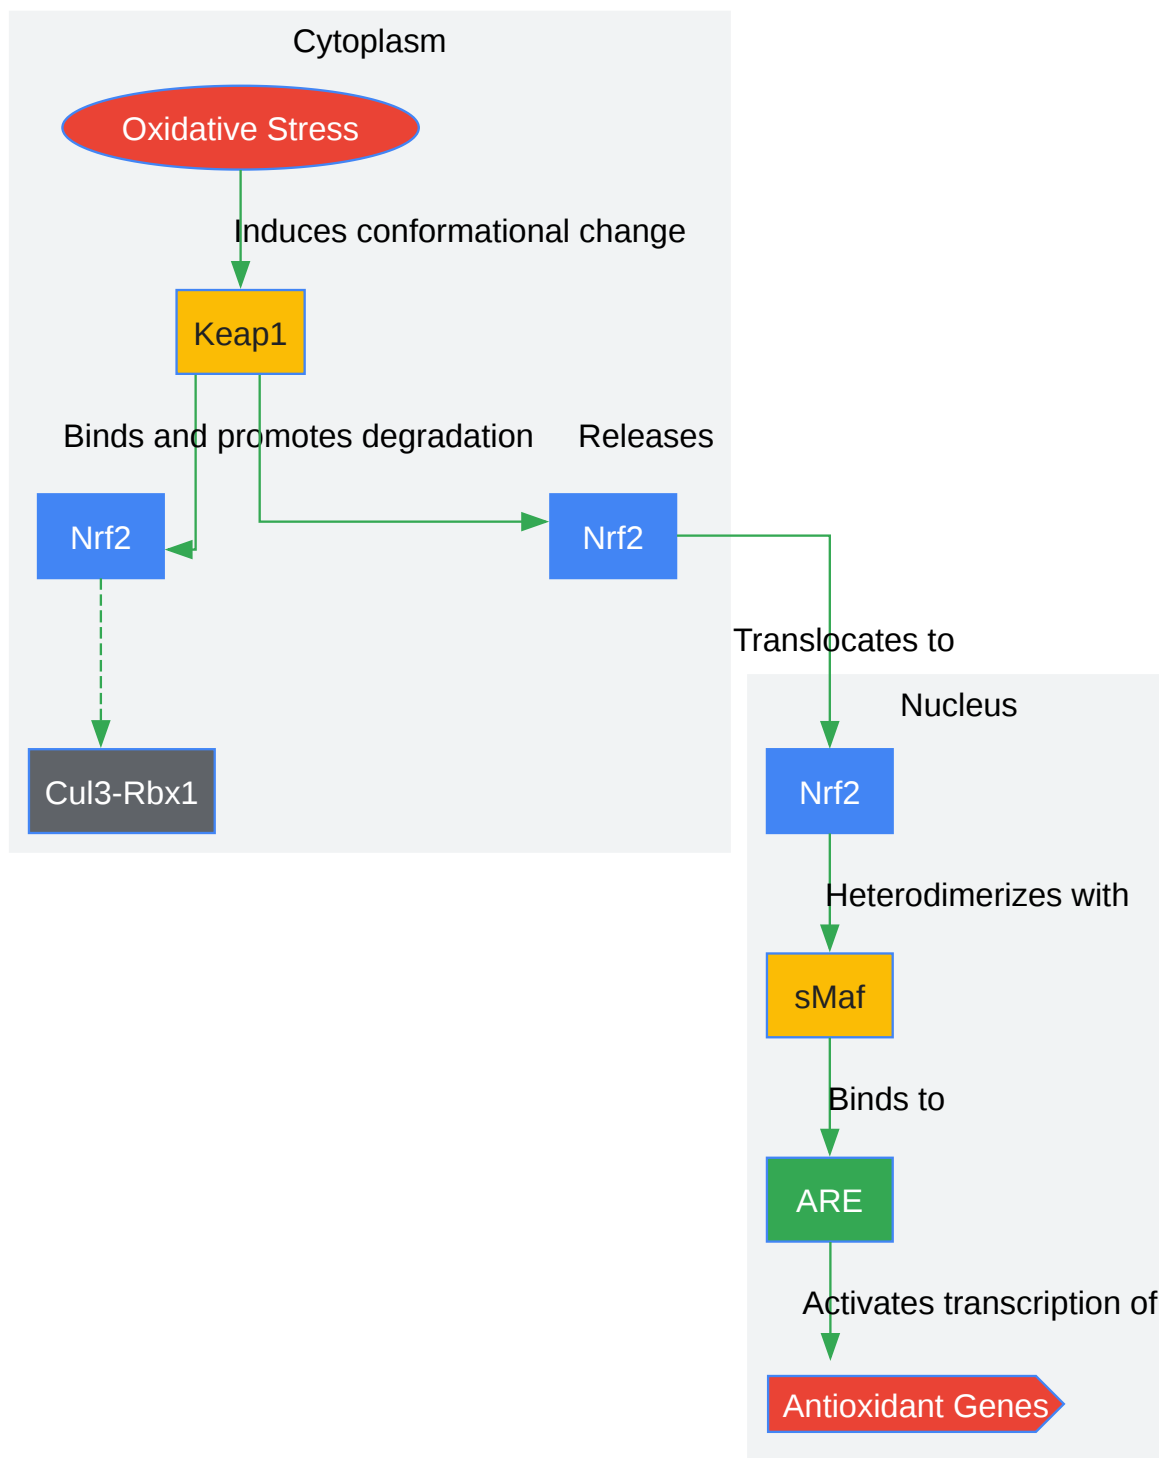 Cytoplasm
Oxidative Stress
Induces conformational change
Keap1
Binds and promotes degradation
Releases
Nrf2
Nrf2
Translocates to
Cul3-Rbx1
Nucleus
Nrf2
Heterodimerizes with
sMaf
Binds to
ARE
Activates transcription of
Antioxidant Genes